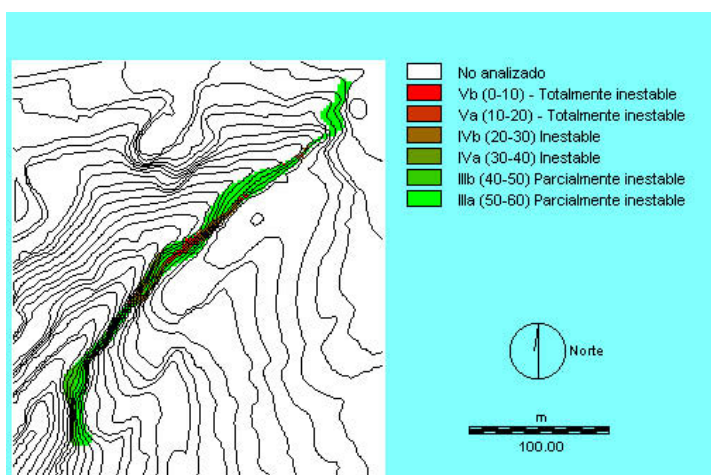 No analizado
Vb (0-10) - Totalmente inestable
Va (10-20) - Totalmente inestable
IVb (20-30) Inestable
IVa (30-40) Inestable
IIIb (40-50) Parcialmente inestable
IIIa (50-60) Parcialmente inestable
Norte
m
100.00